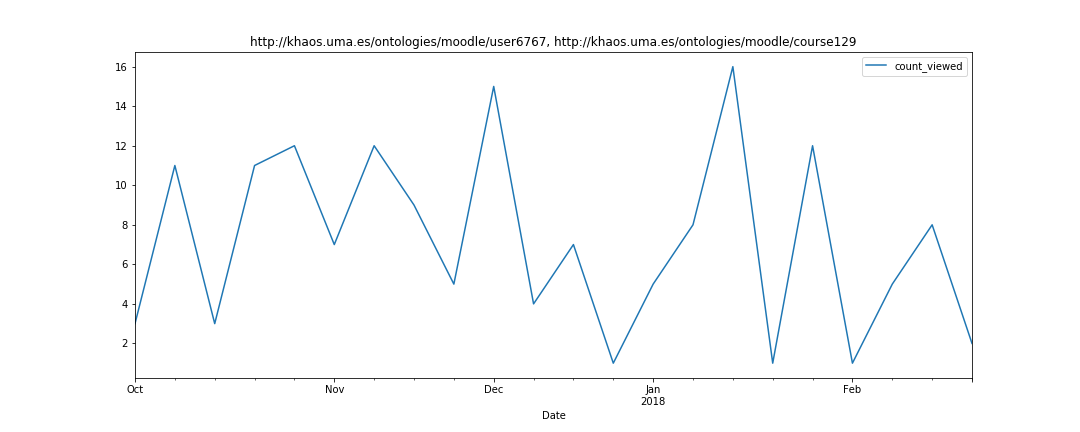 http://khaos.uma.es/ontologies/moodle/user6767, http://khaos.uma.es/ontologies/moodle/course129
count_viewed
16
14
12
10
8
6
4
2
Oct Nov Dec Jan Feb
2018
Date